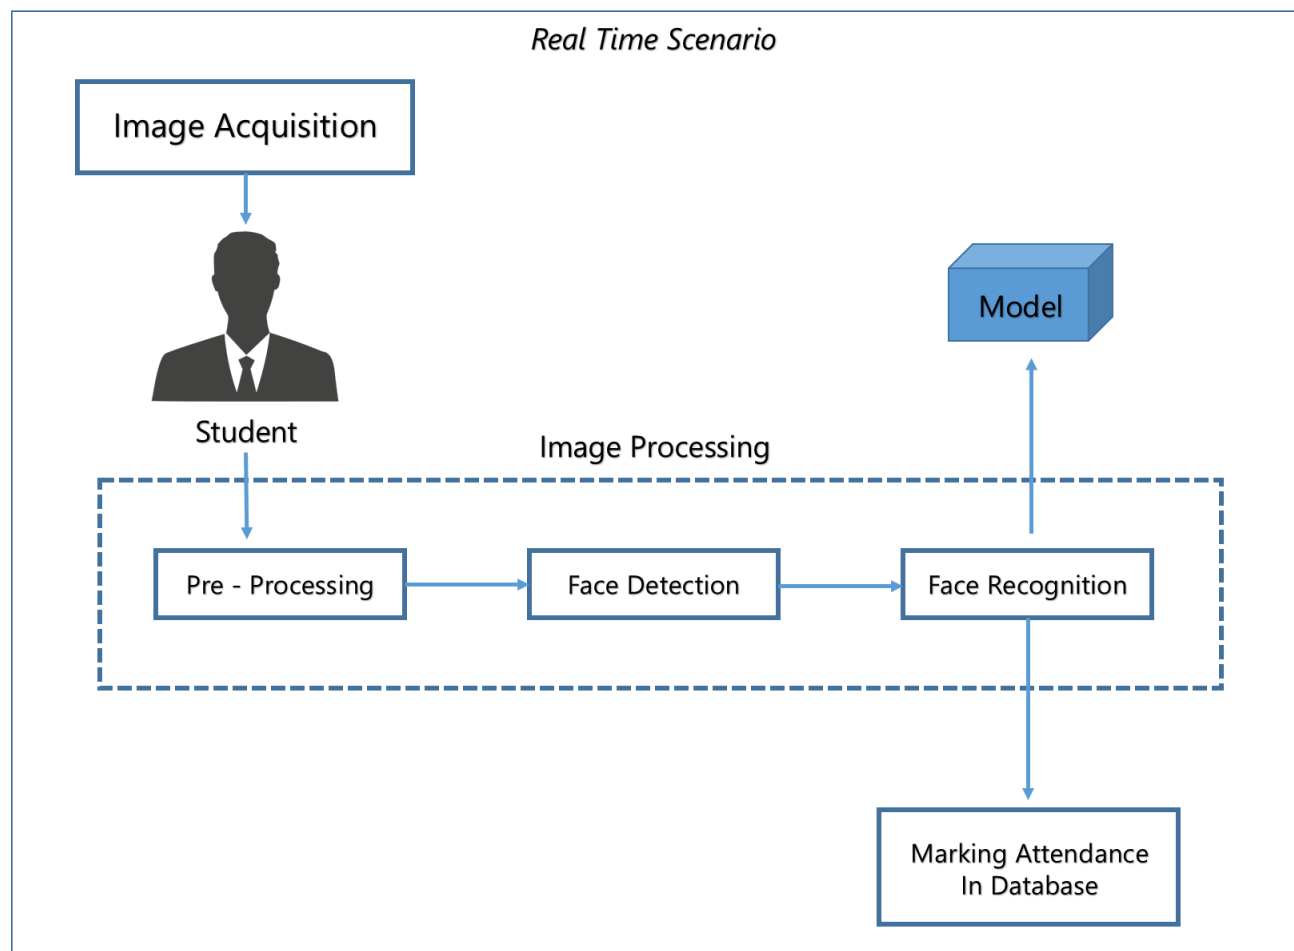 Real Time Scenario
Image Acquisition
Student
Model
Image Processing
Pre - Processing
Face Detection
Face Recognition
Marking Attendance
In Database